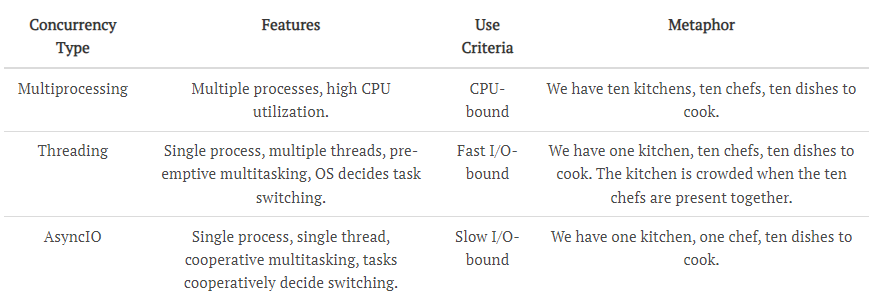 Concurrency Type
Features
Use Criteria
Metaphor
Multiprocessing
Multiple processes, high CPU
utilization.
CPU-
bound
We have ten kitchens, ten chefs, ten dishes to
cook.
Threading
Single process, multiple threads, pre-
emptive multitasking, OS decides task
switching.
Fast I/O-
bound
We have one kitchen, ten chefs, ten dishes to
cook. The kitchen is crowded when the ten
chefs are present together.
AsyncIO
Single process, single thread,
cooperative multitasking, tasks
cooperatively decide switching.
Slow I/O-
bound
We have one kitchen, one chef, ten dishes to
cook.